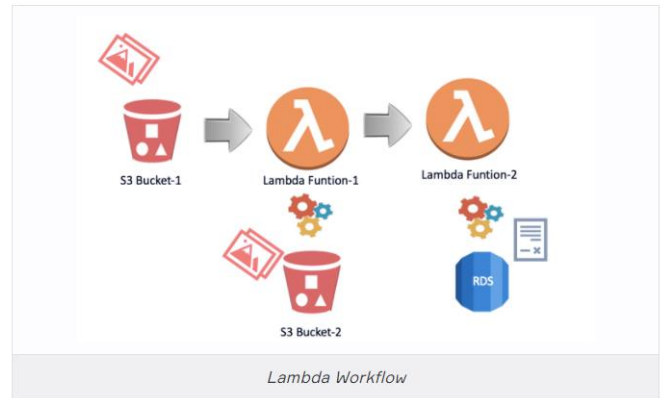 S3 Bucket-1
Lambda Funtion-1
Lambda Funtion-2
RDS
S3 Bucket-2
Lambda Workflow